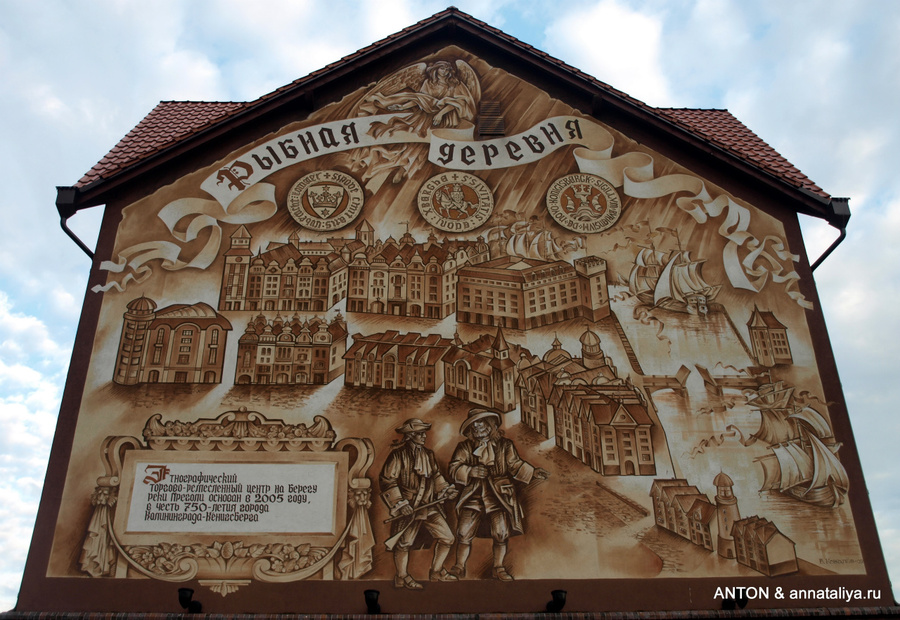 Рыбная деревня
Этнографический
торгово-ремесленный центр на берегу
реки Преголи основан в 2005 году,
в честь 750-летия города
Калининграда-Кёнигсберга
ANTON & annataliya.ru